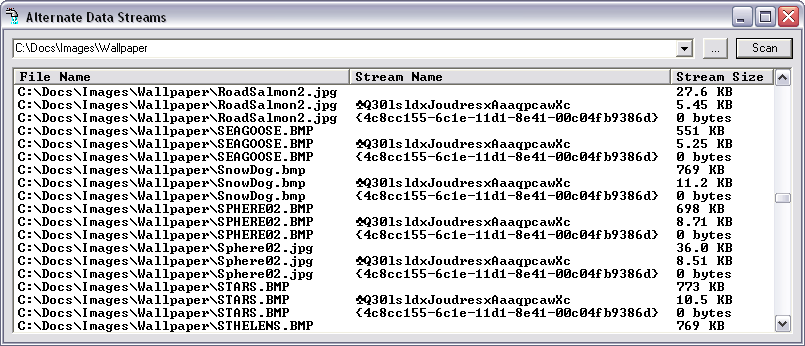 Alternate Data Streams
C:\Docs\Images\Wallpaper ... Scan
File Name Stream Name Stream Size
C:\Docs\Images\Wallpaper\RoadSalmon2.jpg 27.6 KB
C:\Docs\Images\Wallpaper\RoadSalmon2.jpg ♣Q30lsldxJoudresxAaaqpcawXc 5.45 KB
C:\Docs\Images\Wallpaper\RoadSalmon2.jpg {4c8cc155-6c1e-11d1-8e41-00c04fb9386d} 0 bytes
C:\Docs\Images\Wallpaper\SEAGOOSE.BMP 551 KB
C:\Docs\Images\Wallpaper\SEAGOOSE.BMP ♣Q30lsldxJoudresxAaaqpcawXc 5.25 KB
C:\Docs\Images\Wallpaper\SEAGOOSE.BMP {4c8cc155-6c1e-11d1-8e41-00c04fb9386d} 0 bytes
C:\Docs\Images\Wallpaper\SnowDog.bmp 769 KB
C:\Docs\Images\Wallpaper\SnowDog.bmp ♣Q30lsldxJoudresxAaaqpcawXc 11.2 KB
C:\Docs\Images\Wallpaper\SnowDog.bmp {4c8cc155-6c1e-11d1-8e41-00c04fb9386d} 0 bytes
C:\Docs\Images\Wallpaper\SPHERE02.BMP 698 KB
C:\Docs\Images\Wallpaper\SPHERE02.BMP ♣Q30lsldxJoudresxAaaqpcawXc 8.71 KB
C:\Docs\Images\Wallpaper\SPHERE02.BMP {4c8cc155-6c1e-11d1-8e41-00c04fb9386d} 0 bytes
C:\Docs\Images\Wallpaper\Sphere02.jpg 36.0 KB
C:\Docs\Images\Wallpaper\Sphere02.jpg ♣Q30lsldxJoudresxAaaqpcawXc 8.51 KB
C:\Docs\Images\Wallpaper\Sphere02.jpg {4c8cc155-6c1e-11d1-8e41-00c04fb9386d} 0 bytes
C:\Docs\Images\Wallpaper\STARS.BMP 773 KB
C:\Docs\Images\Wallpaper\STARS.BMP ♣Q30lsldxJoudresxAaaqpcawXc 10.5 KB
C:\Docs\Images\Wallpaper\STARS.BMP {4c8cc155-6c1e-11d1-8e41-00c04fb9386d} 0 bytes
C:\Docs\Images\Wallpaper\STHELENS.BMP 769 KB